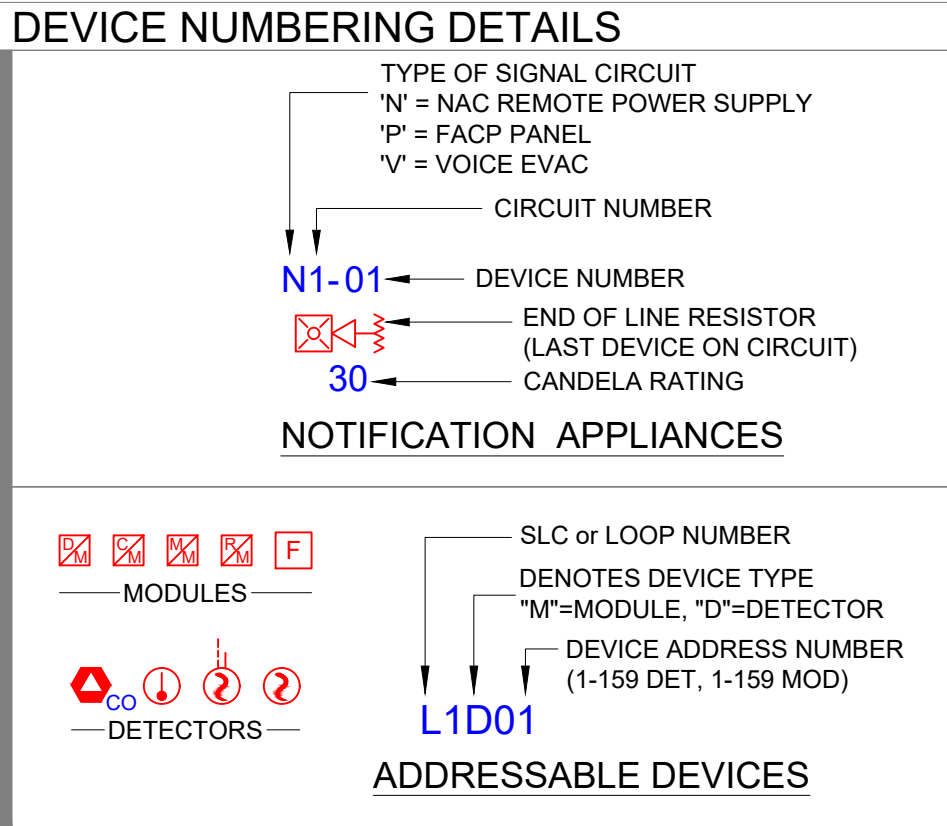 DEVICE NUMBERING DETAILS
TYPE OF SIGNAL CIRCUIT
'N' = NAC REMOTE POWER SUPPLY
'P' = FACP PANEL
'V' = VOICE EVAC
CIRCUIT NUMBER
N1-01
DEVICE NUMBER
END OF LINE RESISTOR
(LAST DEVICE ON CIRCUIT)
30
CANDELA RATING
NOTIFICATION APPLIANCES
D/M C/M M/M R/M F
MODULES
CO
DETECTORS
SLC or LOOP NUMBER
DENOTES DEVICE TYPE
"M"=MODULE, "D"=DETECTOR
DEVICE ADDRESS NUMBER
(1-159 DET, 1-159 MOD)
L1D01
ADDRESSABLE DEVICES